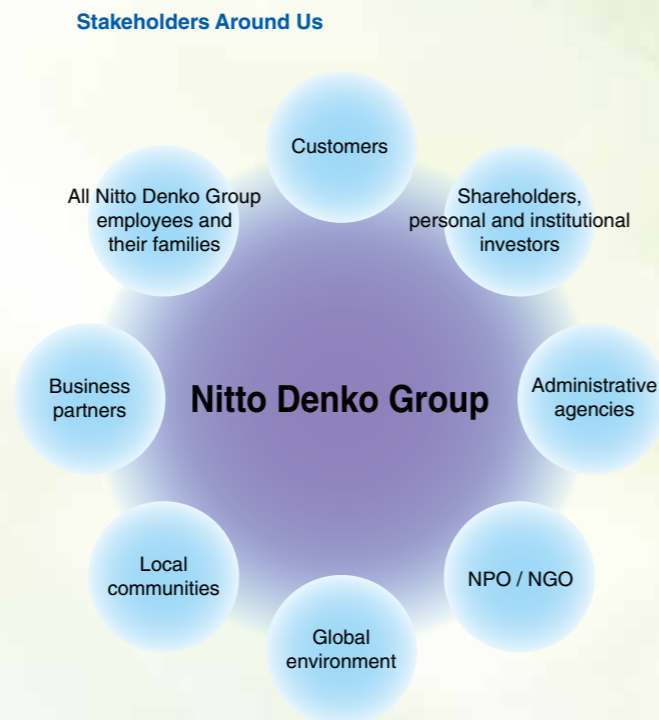 Stakeholders Around Us
Customers
All Nitto Denko Group
employees and
their families
Shareholders,
personal and institutional
investors
Business
partners
Nitto Denko Group
Administrative
agencies
Local
communities
NPO / NGO
Global
environment